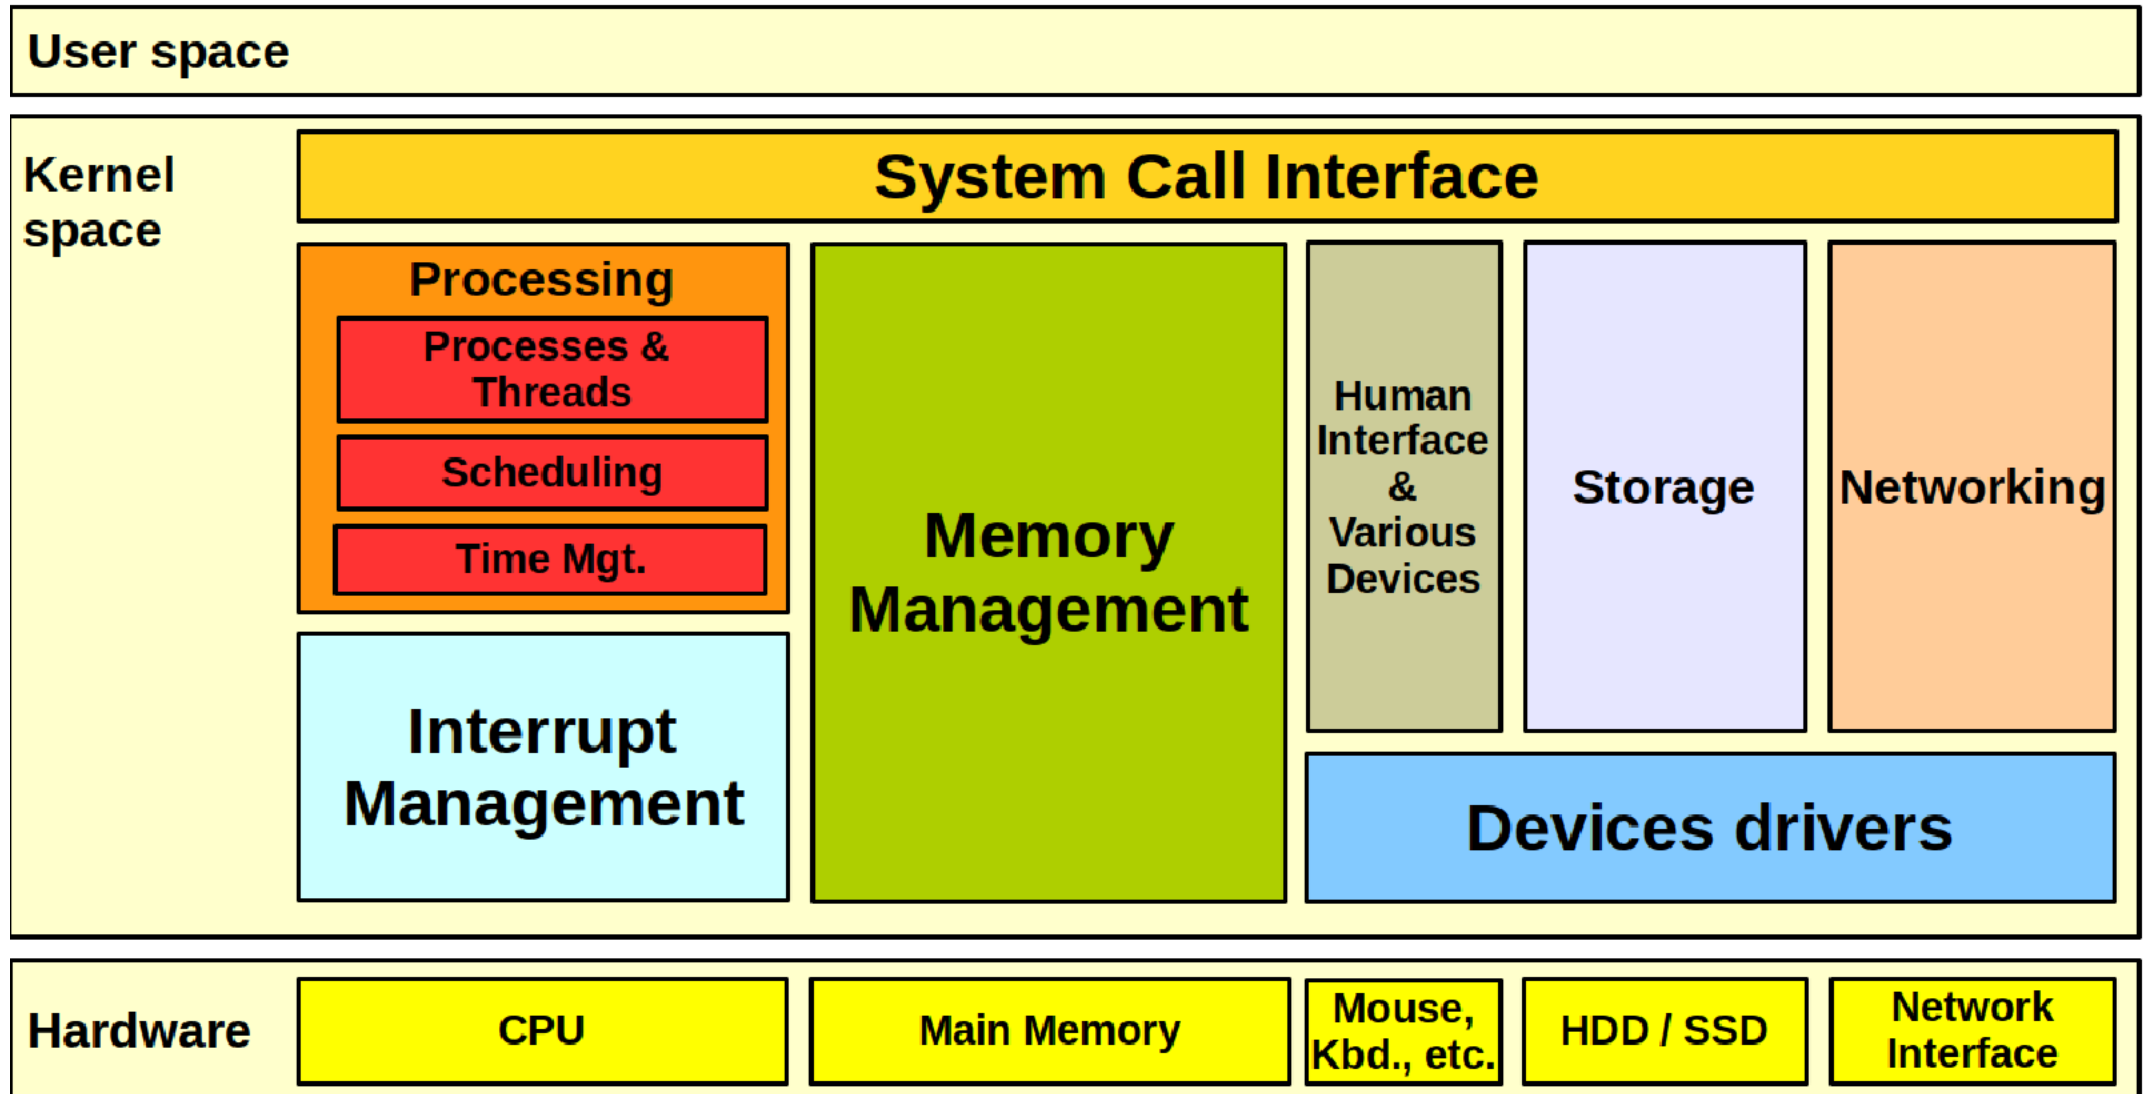 User space
Kernel
space
System Call Interface
Processing
Processes &
Threads
Scheduling
Time Mgt.
Interrupt
Management
Memory
Management
Human
Interface
&
Various
Devices
Storage
Networking
Devices drivers
Hardware
CPU
Main Memory
Mouse,
Kbd., etc.
HDD / SSD
Network
Interface